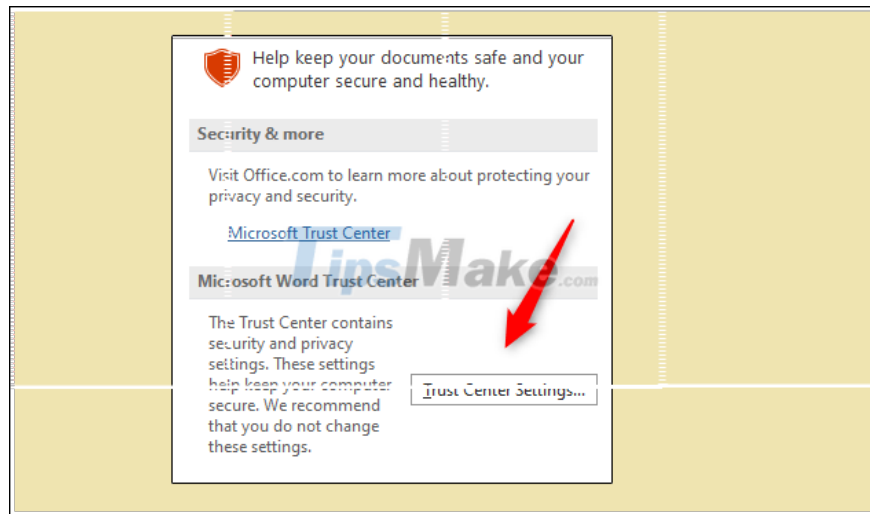 Help keep your documents safe and your
computer secure and healthy.
Security & more
Visit Office.com to learn more about protecting your
privacy and security.
Microsoft Trust Center
TipsMake.com
Microsoft Word Trust Center
The Trust Center contains
security and privacy
settings. These settings
help keep your computer
secure. We recommend
that you do not change
these settings.
Trust Center Settings...